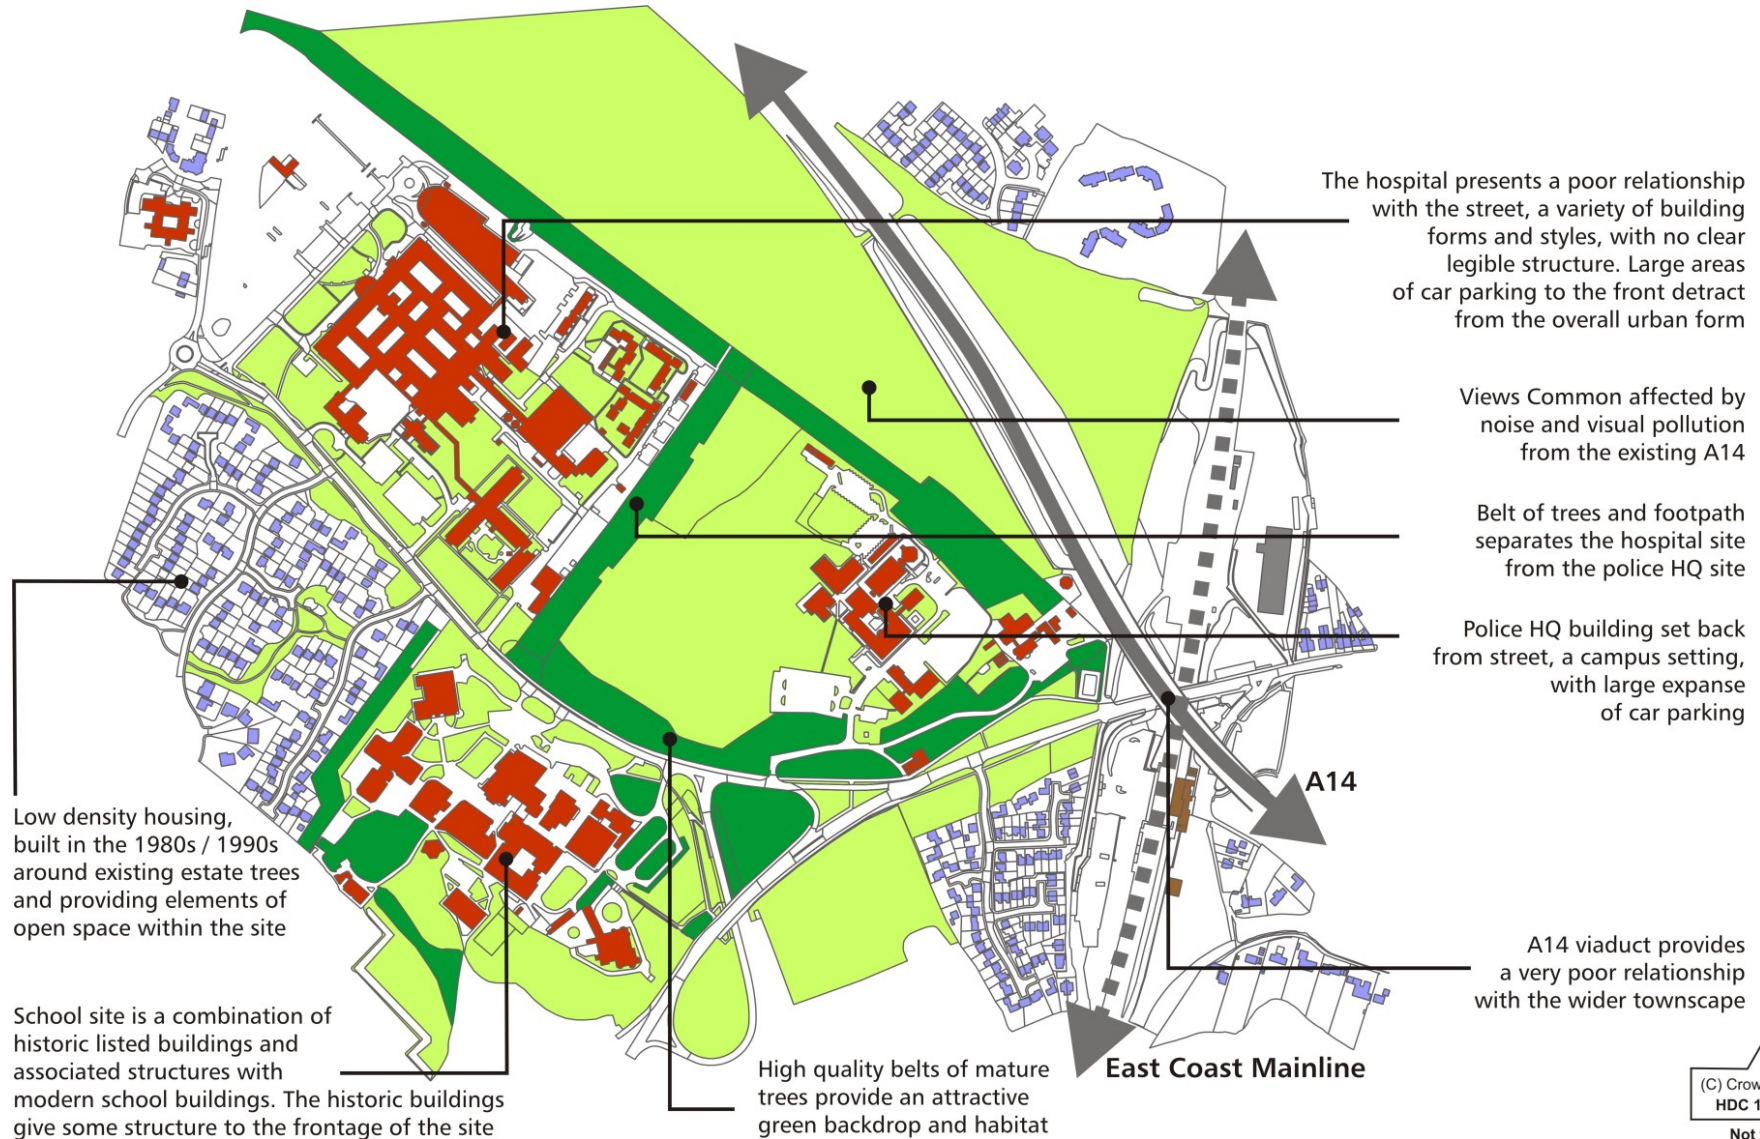 The hospital presents a poor relationship
with the street, a variety of building
forms and styles, with no clear
legible structure. Large areas
of car parking to the front detract
from the overall urban form
Views Common affected by
noise and visual pollution
from the existing A14
Belt of trees and footpath
separates the hospital site
from the police HQ site
Police HQ building set back
from street, a campus setting,
with large expanse
of car parking
A14
Low density housing,
built in the 1980s / 1990s
around existing estate trees
and providing elements of
open space within the site
A14 viaduct provides
a very poor relationship
with the wider townscape
School site is a combination of
historic listed buildings and
associated structures with
modern school buildings. The historic buildings
give some structure to the frontage of the site
High quality belts of mature
trees provide an attractive
green backdrop and habitat
East Coast Mainline
(C) Crow
HDC 1
Not